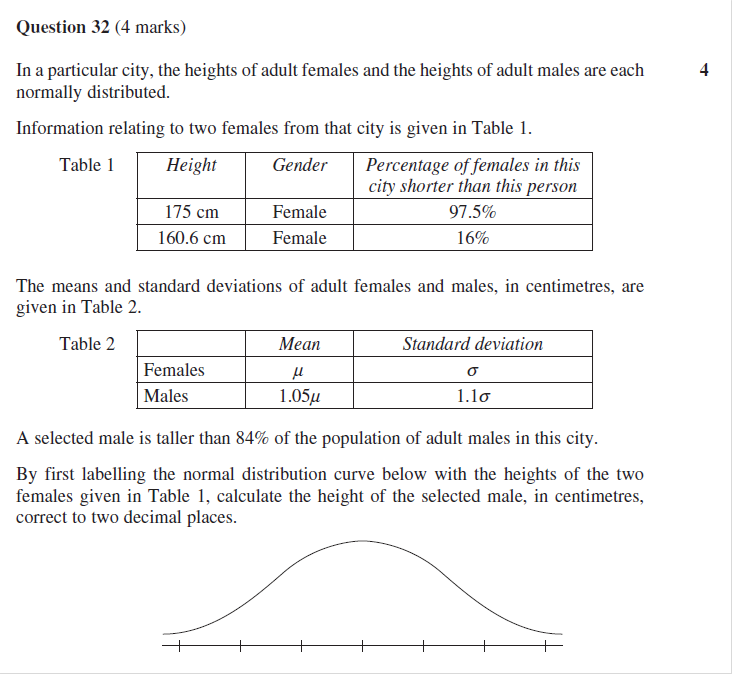 Question 32 (4 marks)
In a particular city, the heights of adult females and the heights of adult males are each 4
normally distributed.
Information relating to two females from that city is given in Table 1.
Table 1 Height Gender Percentage of females in this
city shorter than this person
175 cm Female 97.5%
160.6 cm Female 16%
The means and standard deviations of adult females and males, in centimetres, are
given in Table 2.
Table 2 Mean Standard deviation
Females μ σ
Males 1.05μ 1.1σ
A selected male is taller than 84% of the population of adult males in this city.
By first labelling the normal distribution curve below with the heights of the two
females given in Table 1, calculate the height of the selected male, in centimetres,
correct to two decimal places.